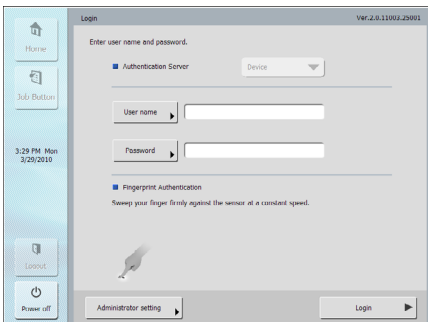 Login
Ver.2.0.11003.25001
Home
Enter user name and password.
Authentication Server
Device
Job Button
User name
3:29 PM Mon
3/29/2010
Password
Fingerprint Authentication
Sweep your finger firmly against the sensor at a constant speed.
Logout
Power off
Administrator setting
Login